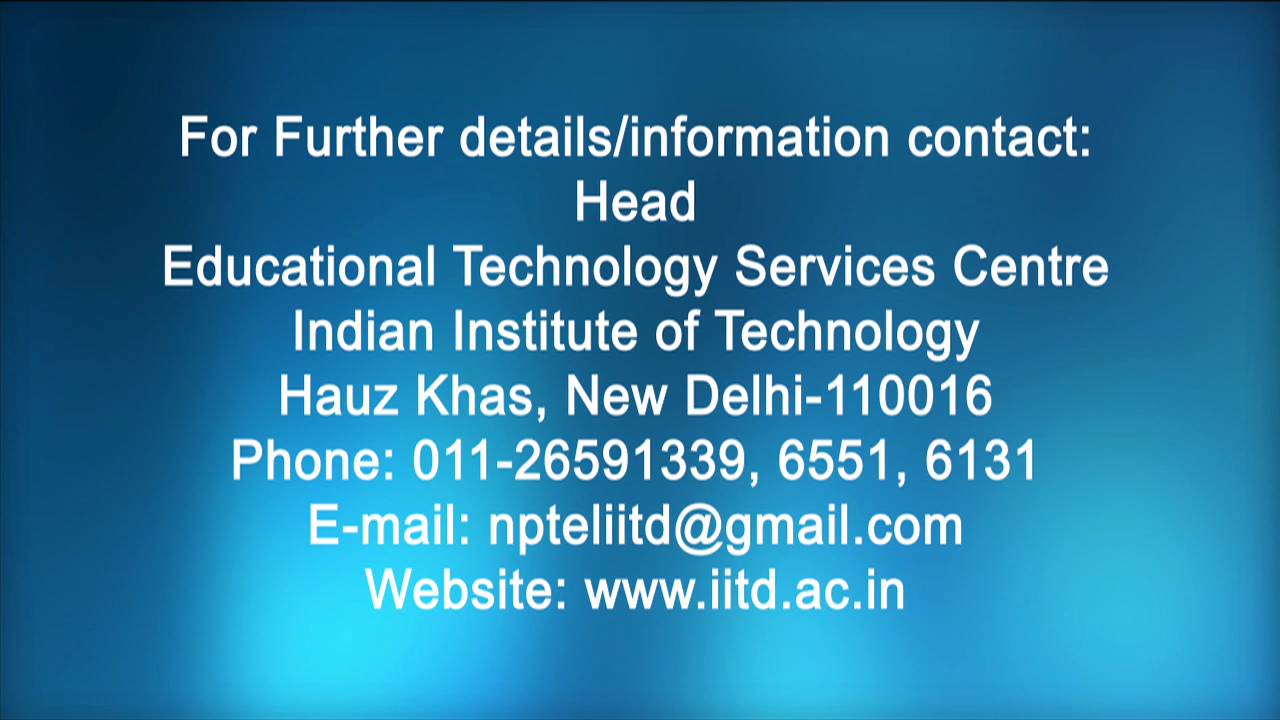 For Further details/information contact:
Head
Educational Technology Services Centre
Indian Institute of Technology
Hauz Khas, New Delhi-110016
Phone: 011-26591339, 6551, 6131
E-mail: npteliitd@gmail.com
Website: www.iitd.ac.in